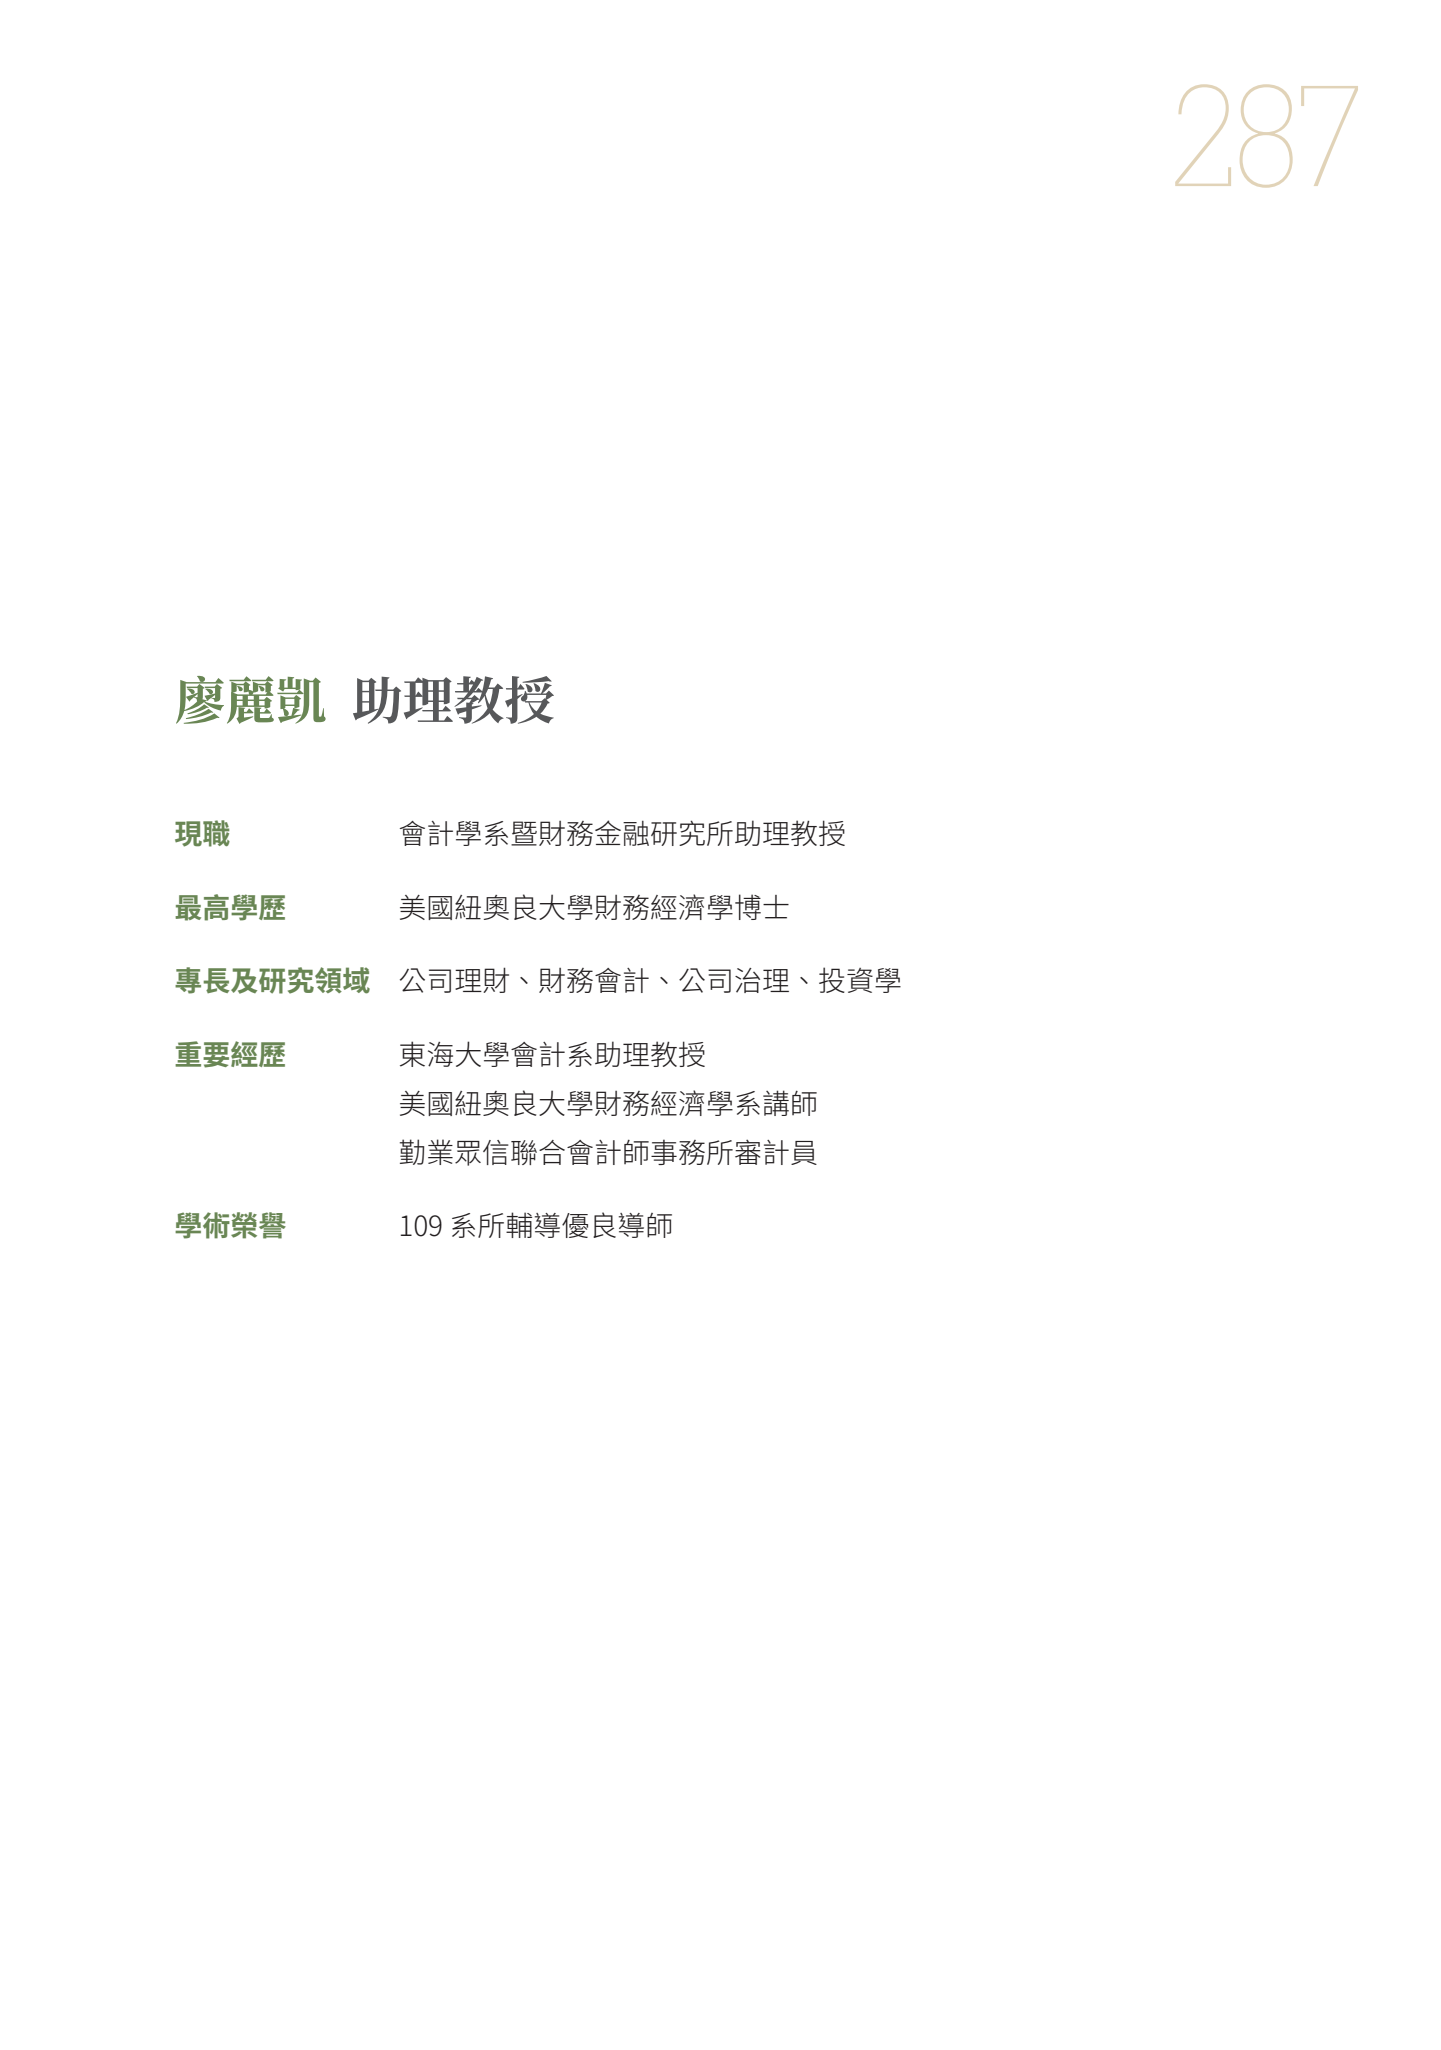 287
廖麗凱 助理教授
現職 會計學系暨財務金融研究所助理教授
最高學歷 美國紐奧良大學財務經濟學博士
專長及研究領域 公司理財、財務會計、公司治理、投資學
重要經歷 東海大學會計系助理教授
美國紐奧良大學財務經濟學系講師
勤業眾信聯合會計師事務所審計員
學術榮譽 109 系所輔導優良導師